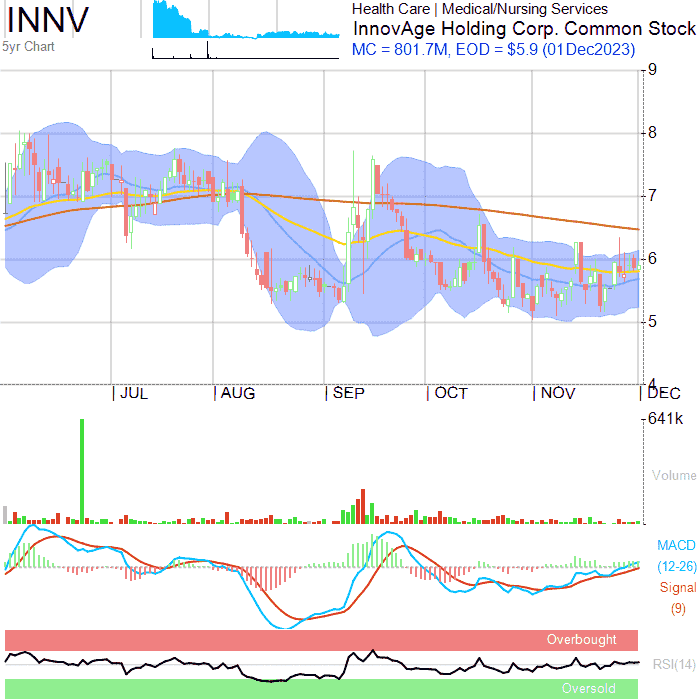 INNV
5yr Chart
Health Care | Medical/Nursing Services
InnovAge Holding Corp. Common Stock
MC = 801.7M, EOD = $5.9 (01Dec2023)
9
8
7
6
5
4
JUL AUG SEP OCT NOV DEC
641k
Volume
MACD
(12-26)
Signal
(9)
Overbought
RSI(14)
Oversold